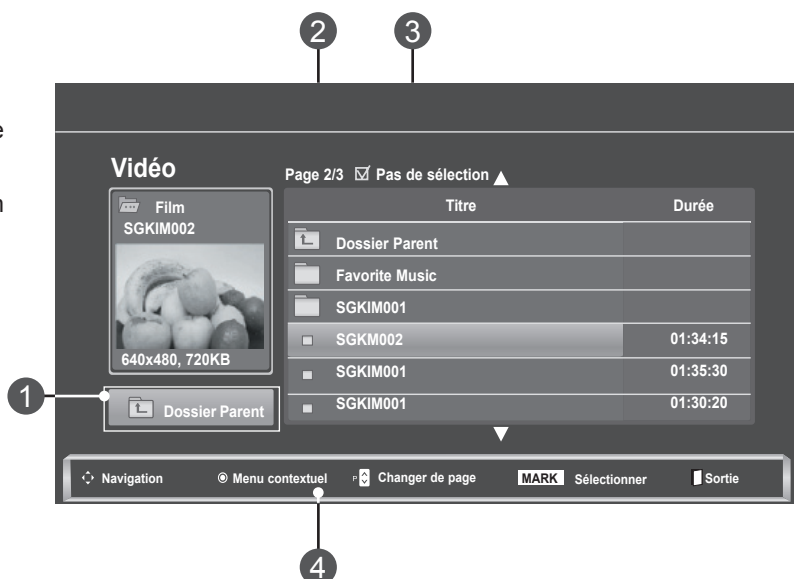 2 3
e
n
Vidéo
Page 2/3 ☑ Pas de sélection
Film
SGKIM002
640x480, 720KB
1
Dossier Parent
Titre Durée
Dossier Parent
Favorite Music
SGKIM001
SGKM002 01:34:15
SGKIM001 01:35:30
SGKIM001 01:30:20
Navigation Menu contextuel P Changer de page MARK Sélectionner Sortie
4